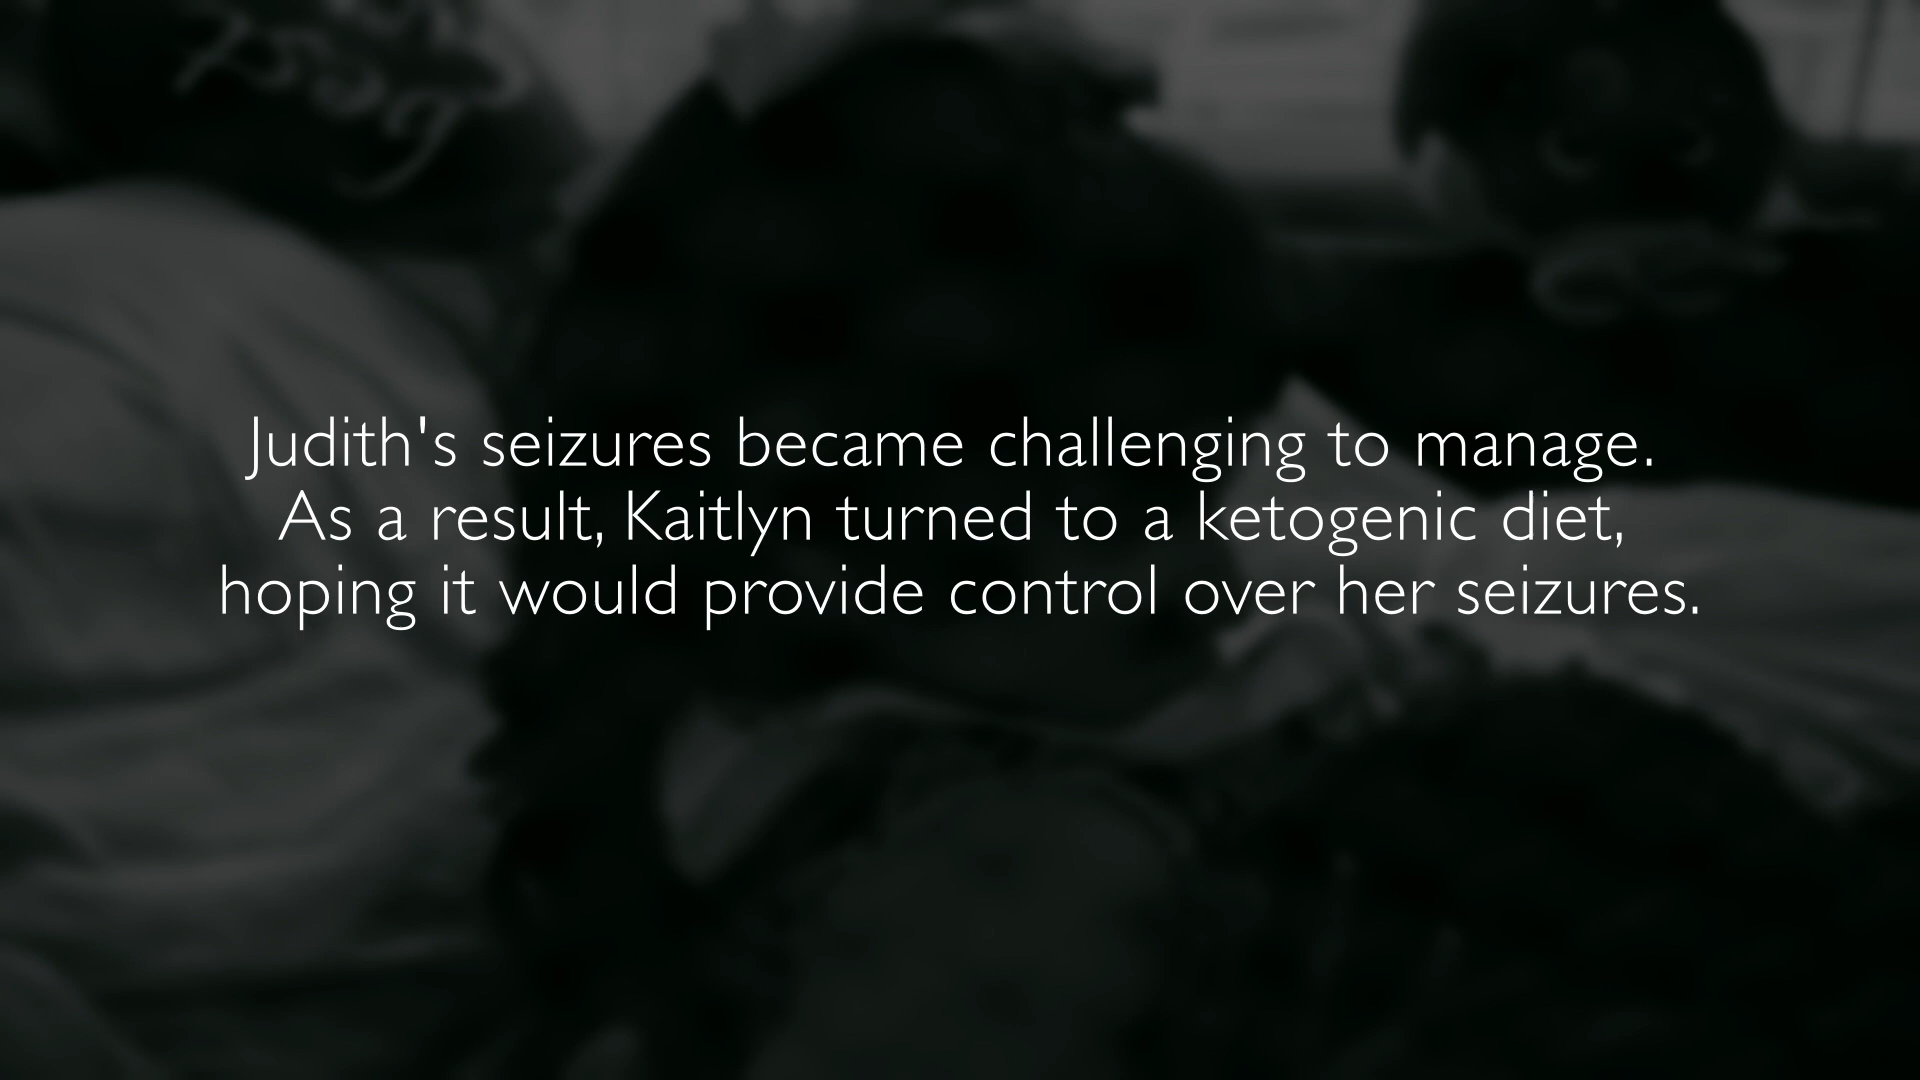 Judith's seizures became challenging to manage.
As a result, Kaitlyn turned to a ketogenic diet,
hoping it would provide control over her seizures.